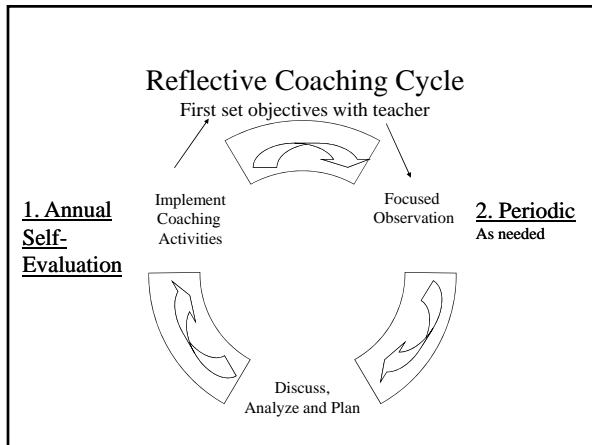 Reflective Coaching Cycle
First set objectives with teacher
1. Annual
Self-
Evaluation
Implement
Coaching
Activities
Focused
Observation
2. Periodic
As needed
Discuss,
Analyze and Plan